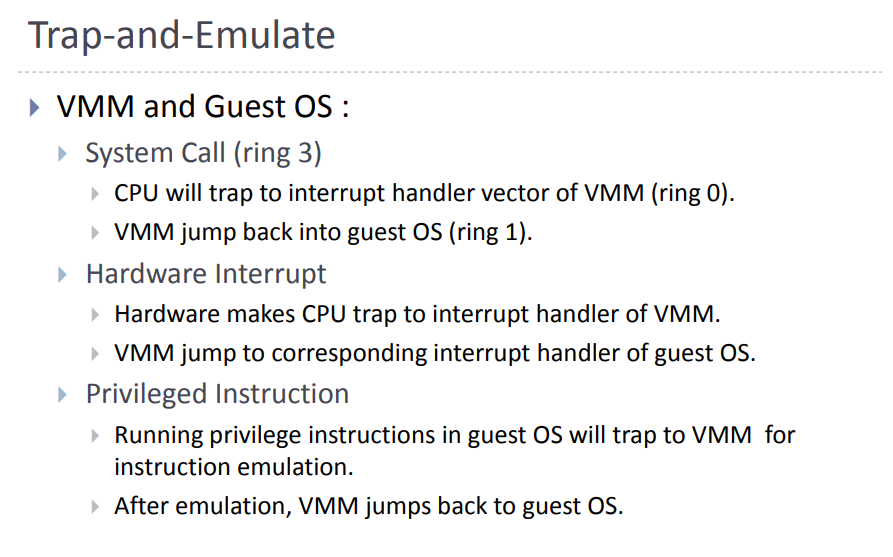 Trap-and-Emulate
VMM and Guest OS :
System Call (ring 3)
CPU will trap to interrupt handler vector of VMM (ring 0).
VMM jump back into guest OS (ring 1).
Hardware Interrupt
Hardware makes CPU trap to interrupt handler of VMM.
VMM jump to corresponding interrupt handler of guest OS.
Privileged Instruction
Running privilege instructions in guest OS will trap to VMM for
instruction emulate.
After emulation, VMM jumps back to guest OS.